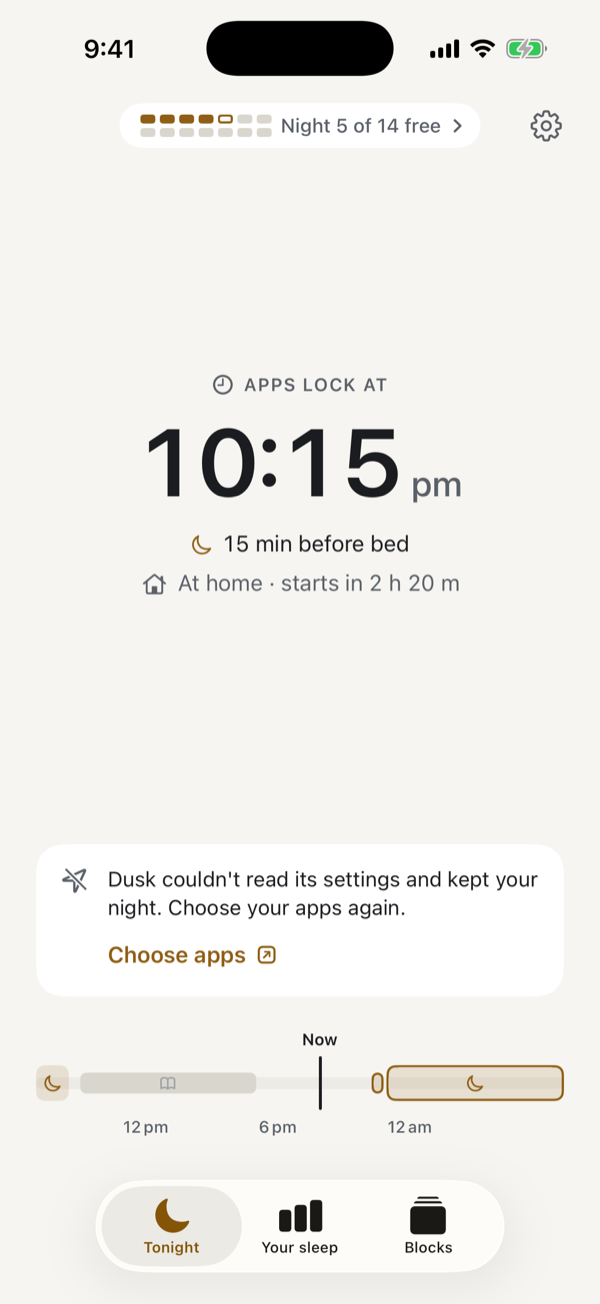 9:41
Night 5 of 14 free
APPS LOCK AT
10:15 pm
15 min before bed
At home · starts in 2 h 20 m
Dusk couldn't read its settings and kept your
night. Choose your apps again.
Choose apps
Now
12 pm 6 pm 12 am
Tonight Your sleep Blocks